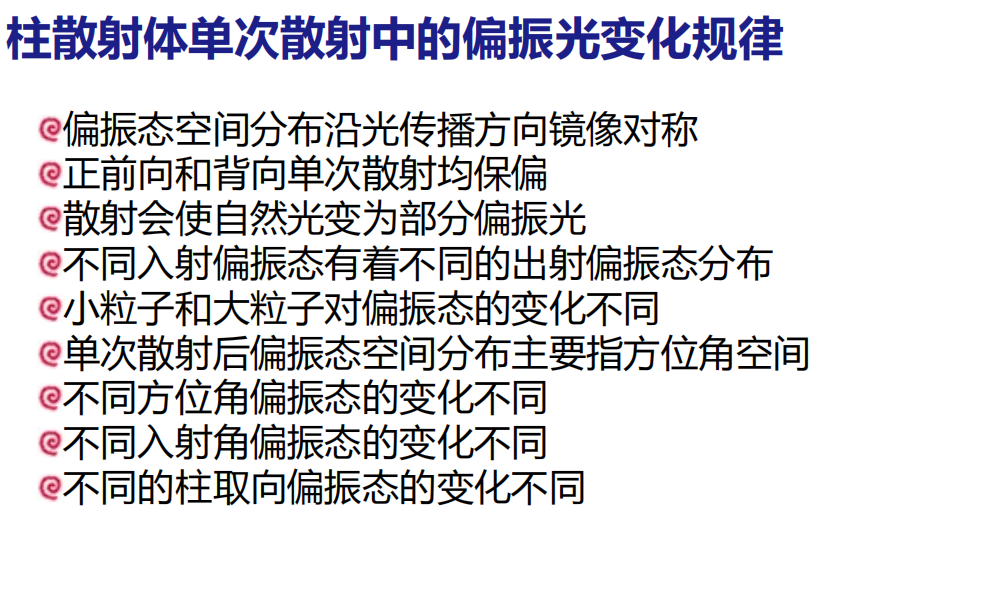 柱散射体单次散射中的偏振光变化规律
偏振态空间分布沿光传播方向镜像对称
正前向和背向单次散射均保偏
散射会使自然光变为部分偏振光
不同入射偏振态有着不同的出射偏振态分布
小粒子和大粒子对偏振态的变化不同
单次散射后偏振态空间分布主要指方位角空间
不同方位角偏振态的变化不同
不同入射角偏振态的变化不同
不同的柱取向偏振态的变化不同